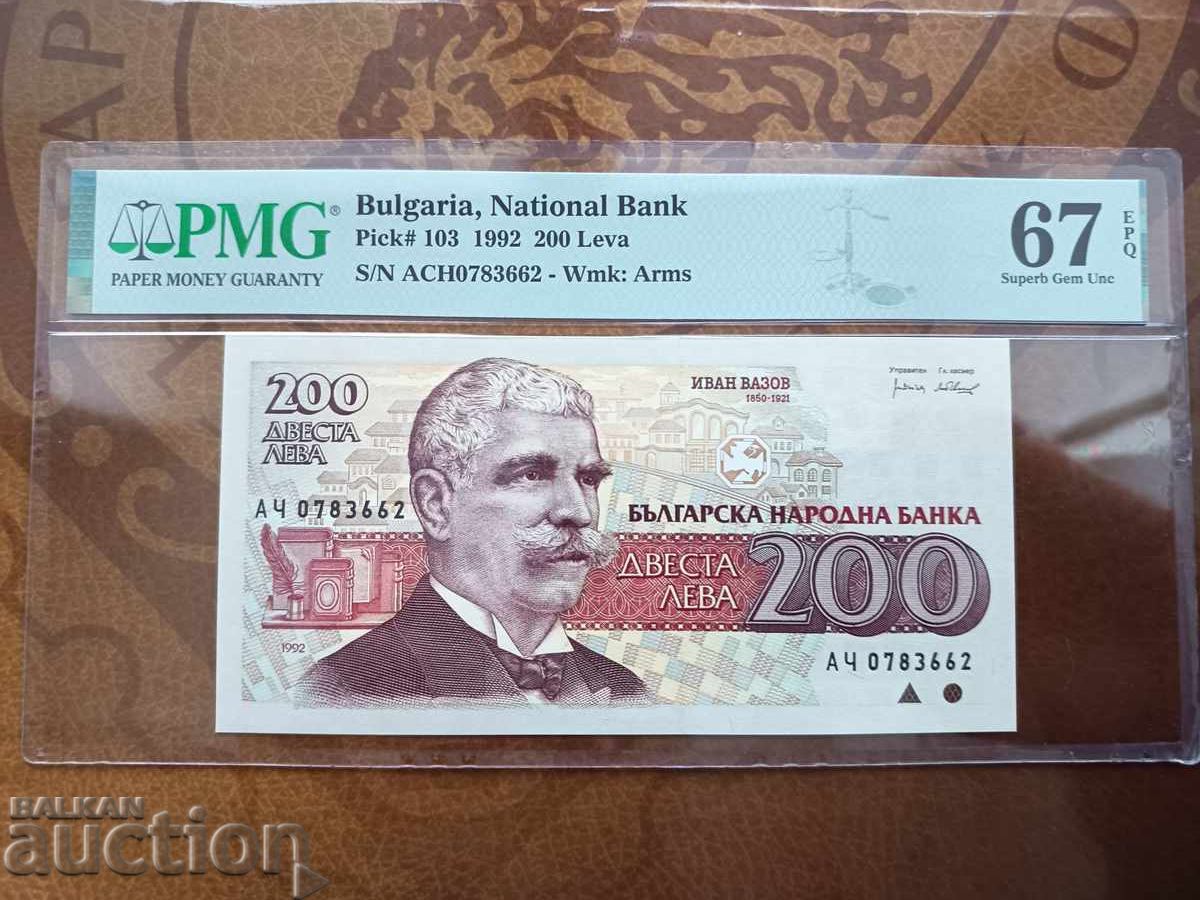 PMG®
PAPER MONEY GUARANTY
Bulgaria, National Bank
Pick# 103 1992 200 Leva
S/N ACH0783662 - Wmk: Arms
67 EPQ
Superb Gem Unc
200
ДВЕСТА
ЛЕВА
ИВАН ВАЗОВ
1850-1921
Управител Гл. касиер
АЧ 0783662
БЪЛГАРСКА НАРОДНА БАНКА
ДВЕСТА
ЛЕВА
200
1992
АЧ 0783662
BALKAN
auction